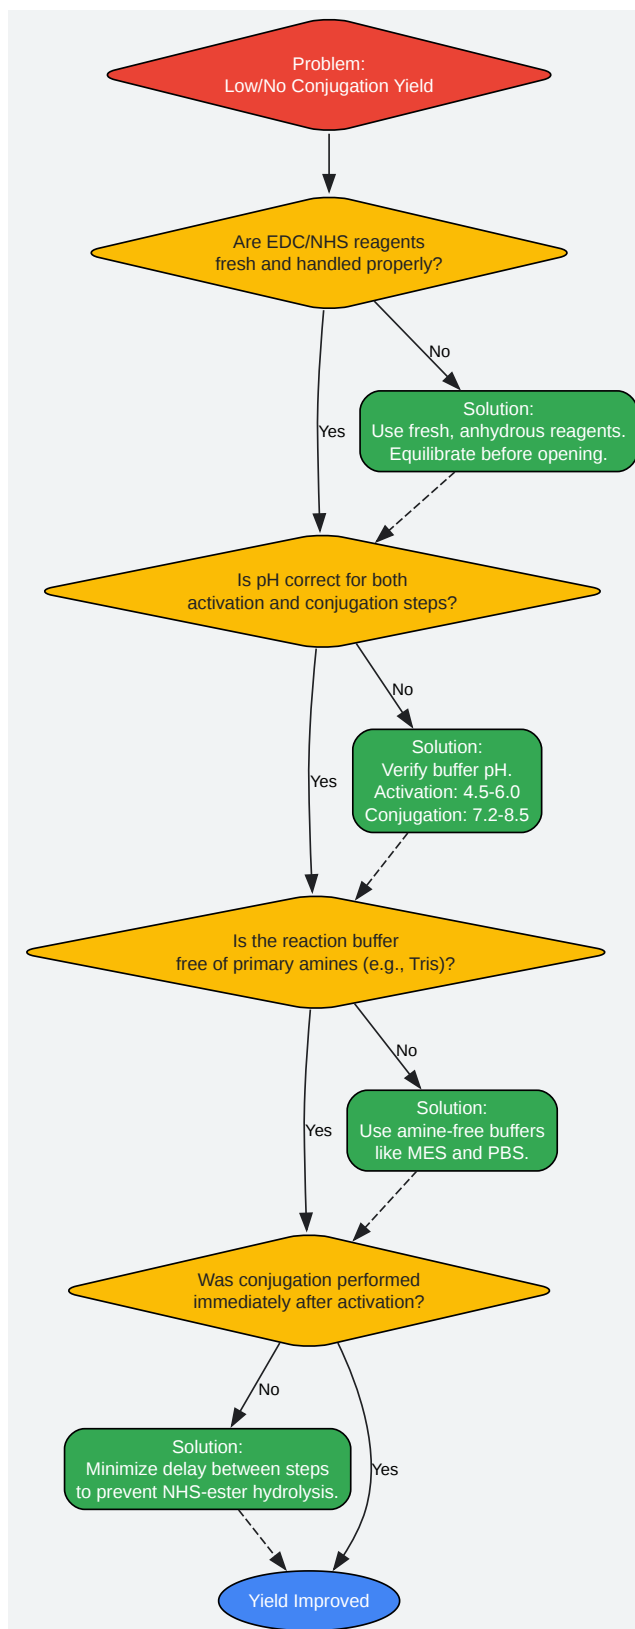 Problem:
Low/No Conjugation Yield
Are EDC/NHS reagents
fresh and handled properly?
No
Yes
Solution:
Use fresh, anhydrous reagents.
Equilibrate before opening.
Is pH correct for both
activation and conjugation steps?
No
Yes
Solution:
Verify buffer pH.
Activation: 4.5-6.0
Conjugation: 7.2-8.5
Is the reaction buffer
free of primary amines (e.g., Tris)?
No
Yes
Solution:
Use amine-free buffers
like MES and PBS.
Was conjugation performed
immediately after activation?
No
Yes
Solution:
Minimize delay between steps
to prevent NHS-ester hydrolysis.
Yield Improved